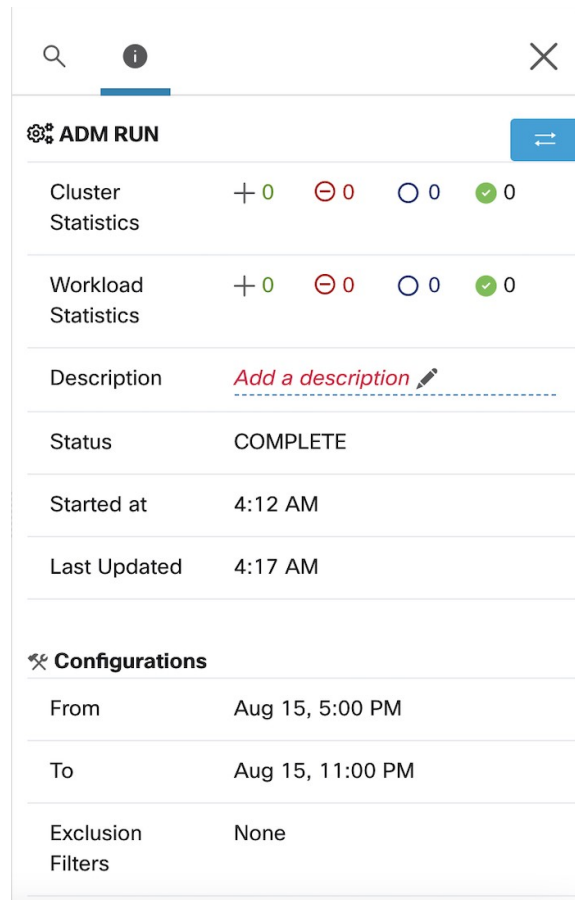 ADM RUN
Cluster Statistics
0 0 0 0
Workload Statistics
0 0 0 0
Description Add a description
Status COMPLETE
Started at 4:12 AM
Last Updated 4:17 AM
Configurations
From Aug 15, 5:00 PM
To Aug 15, 11:00 PM
Exclusion Filters
None